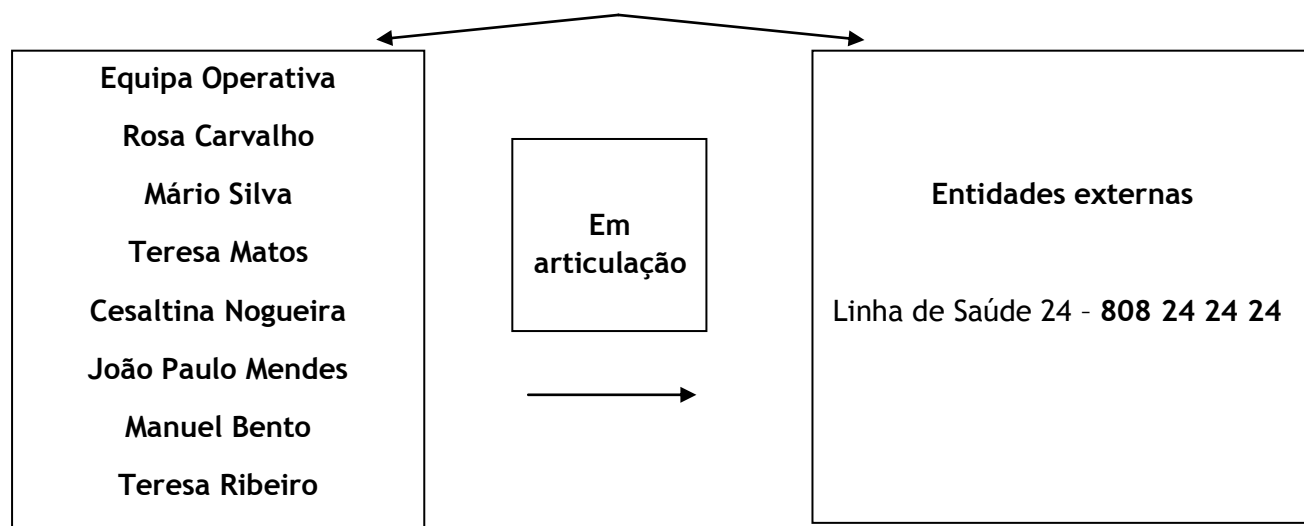 Equipa Operativa
Rosa Carvalho
Mário Silva
Teresa Matos
Cesaltina Nogueira
João Paulo Mendes
Manuel Bento
Teresa Ribeiro
Em
articulação
Entidades externas
Linha de Saúde 24 – 808 24 24 24